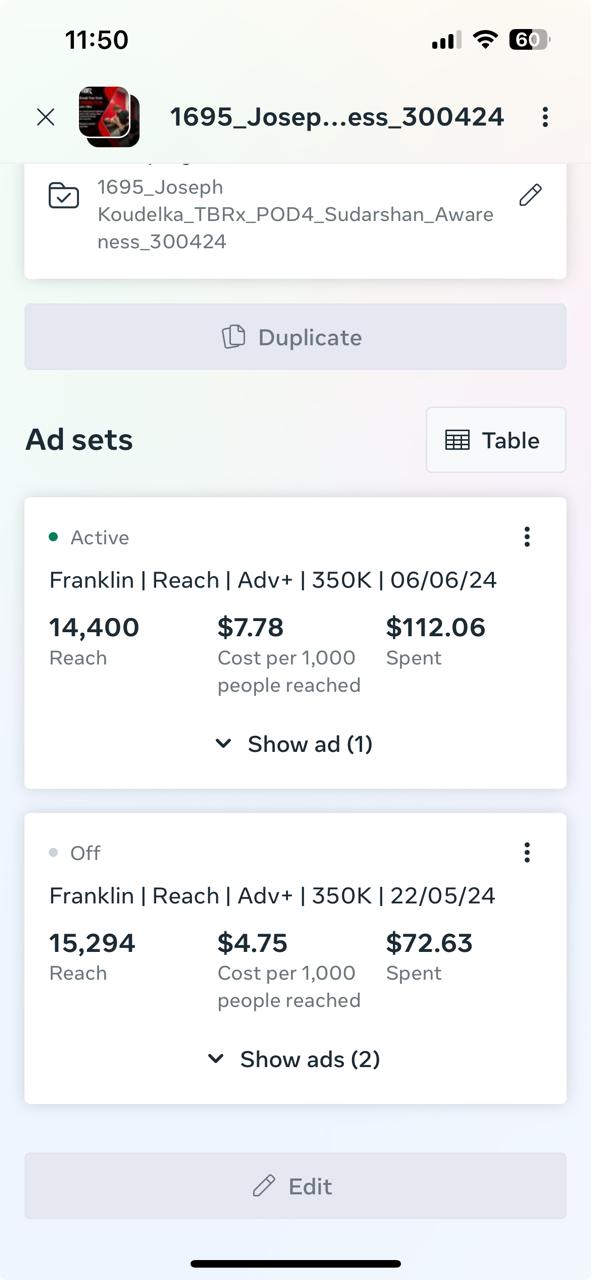 11:50
60
1695_Josep...ess_300424
1695_Joseph
Koudelka_TBRx_POD4_Sudarshan_Aware
ness_300424
Duplicate
Ad sets
Table
Active
Franklin | Reach | Adv+ | 350K | 06/06/24
14,400 $7.78 $112.06
Reach Cost per 1,000 Spent
people reached
Show ad (1)
Off
Franklin | Reach | Adv+ | 350K | 22/05/24
15,294 $4.75 $72.63
Reach Cost per 1,000 Spent
people reached
Show ads (2)
Edit